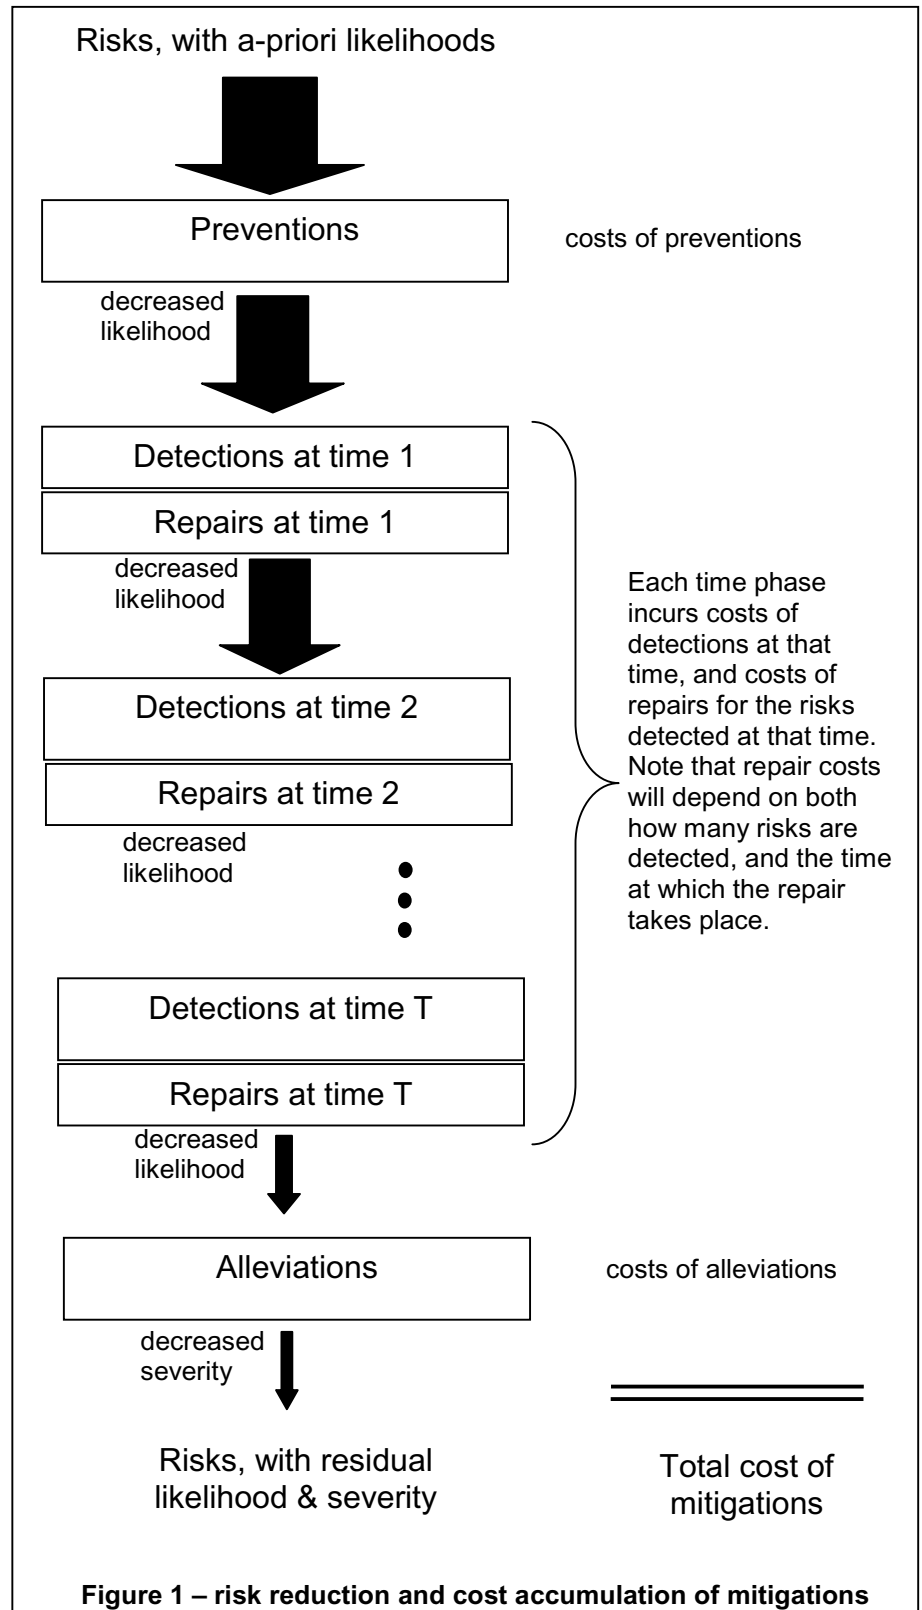 Risks, with a-priori likelihoods
Preventions
costs of preventions
decreased
likelihood
Detections at time 1
Repairs at time 1
decreased
likelihood
Detections at time 2
Repairs at time 2
decreased
likelihood
Each time phase
incurs costs of
detections at that
time, and costs of
repairs for the risks
detected at that time.
Note that repair costs
will depend on both
how many risks are
detected, and the time
at which the repair
takes place.
Detections at time T
Repairs at time T
decreased
likelihood
Alleviations
costs of alleviations
decreased
severity
Risks, with residual
likelihood & severity
Total cost of
mitigations
Figure 1 – risk reduction and cost accumulation of mitigations